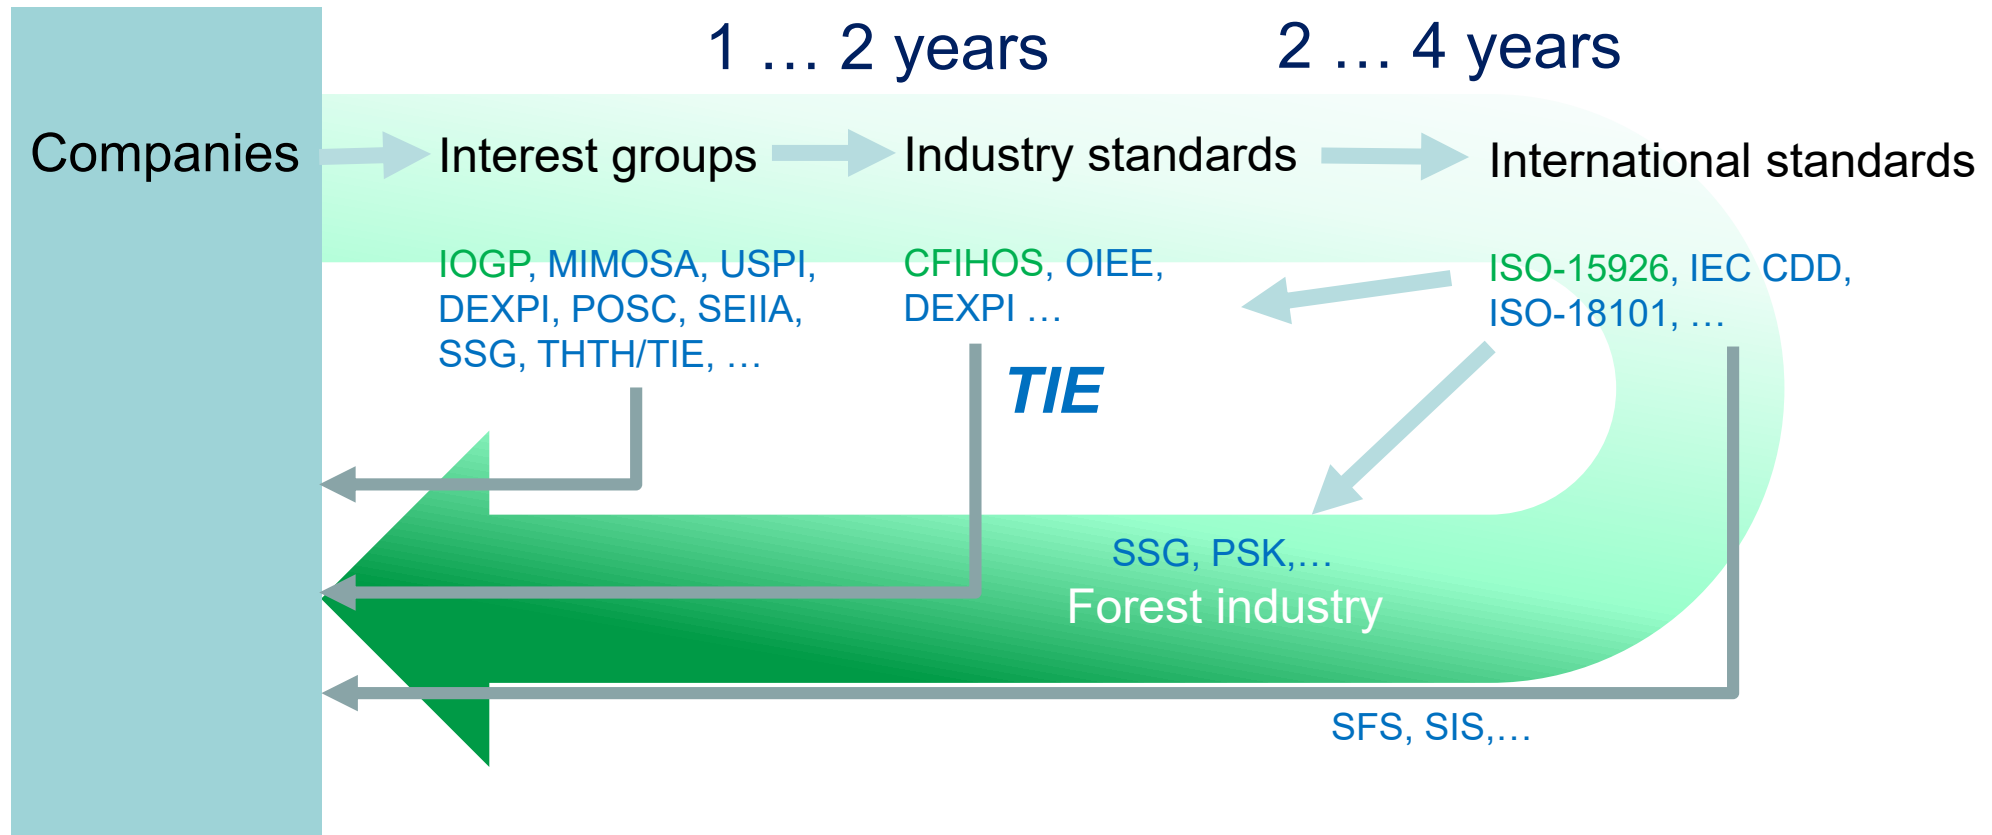 1 … 2 years
2 … 4 years
Companies
Interest groups
Industry standards
International standards
IOGP, MIMOSA, USPI,
DEXPI, POSC, SEIIA,
SSG, THTH/TIE, …
CFIHOS, OIEE,
DEXPI …
ISO-15926, IEC CDD,
ISO-18101, …
TIE
SSG, PSK,…
Forest industry
SFS, SIS,…